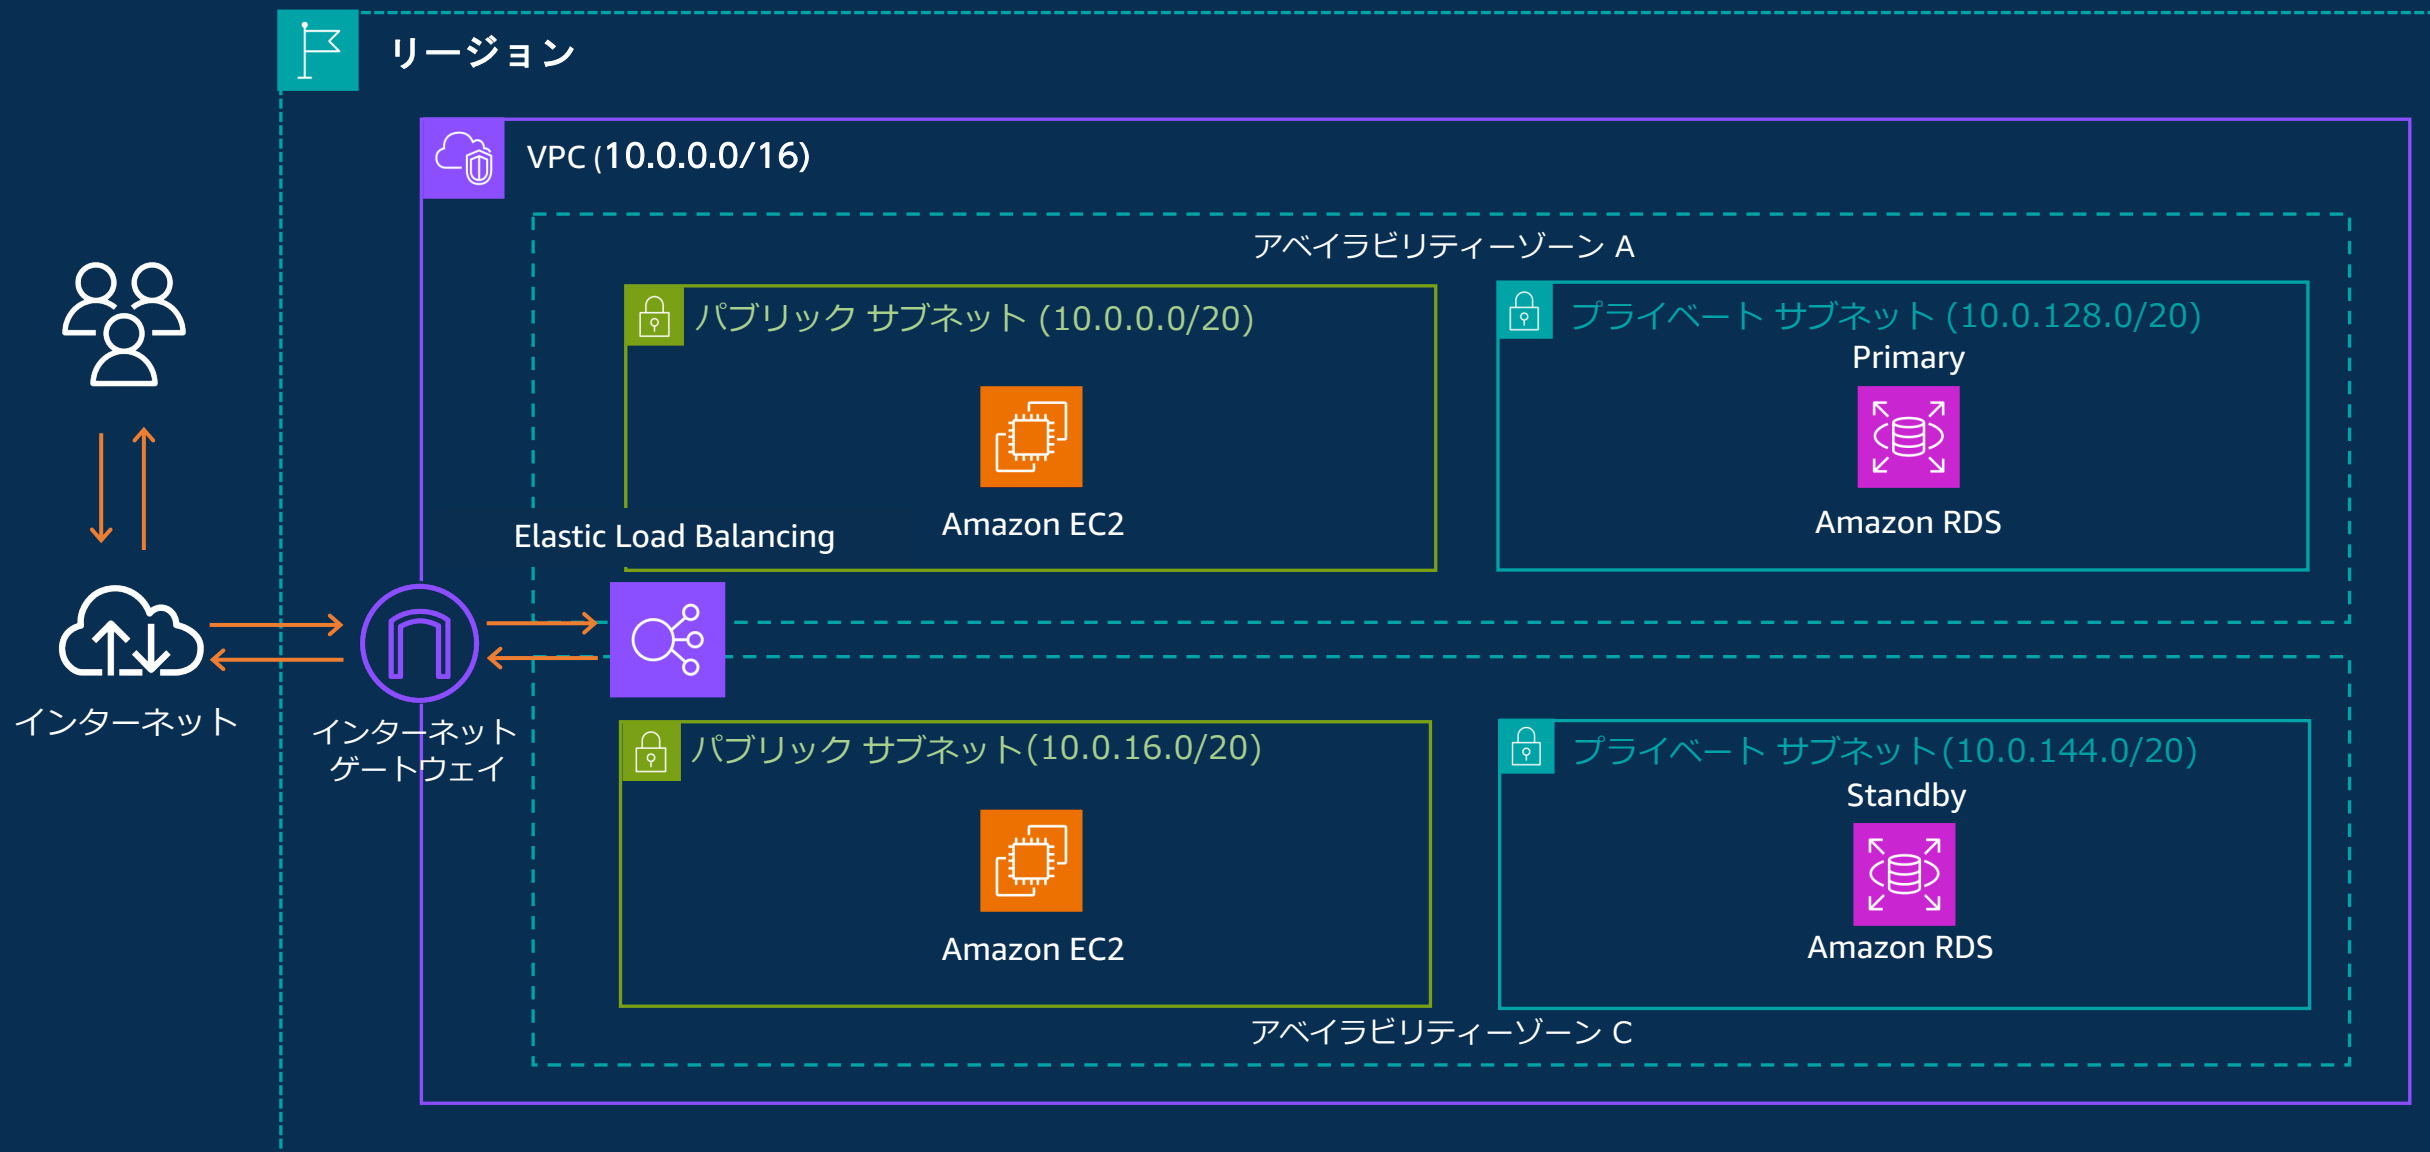 リージョン
VPC (10.0.0.0/16)
アベイラビリティーゾーン A
パブリック サブネット (10.0.0.0/20)
プライベート サブネット (10.0.128.0/20)
Primary
Amazon EC2
Amazon RDS
Elastic Load Balancing
インターネット
インターネット
ゲートウェイ
パブリック サブネット(10.0.16.0/20)
プライベート サブネット(10.0.144.0/20)
Standby
Amazon EC2
Amazon RDS
アベイラビリティーゾーン C